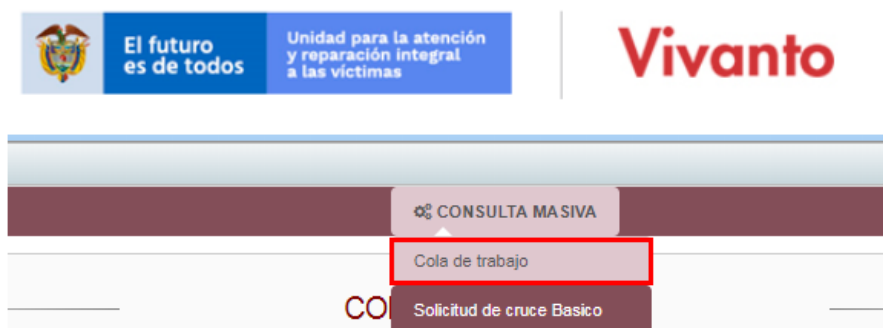 El futuro
es de todos
Unidad para la atención
y reparación integral
a las víctimas
Vivanto
CONSULTA MASIVA
Cola de trabajo
Solicitud de cruce Basico